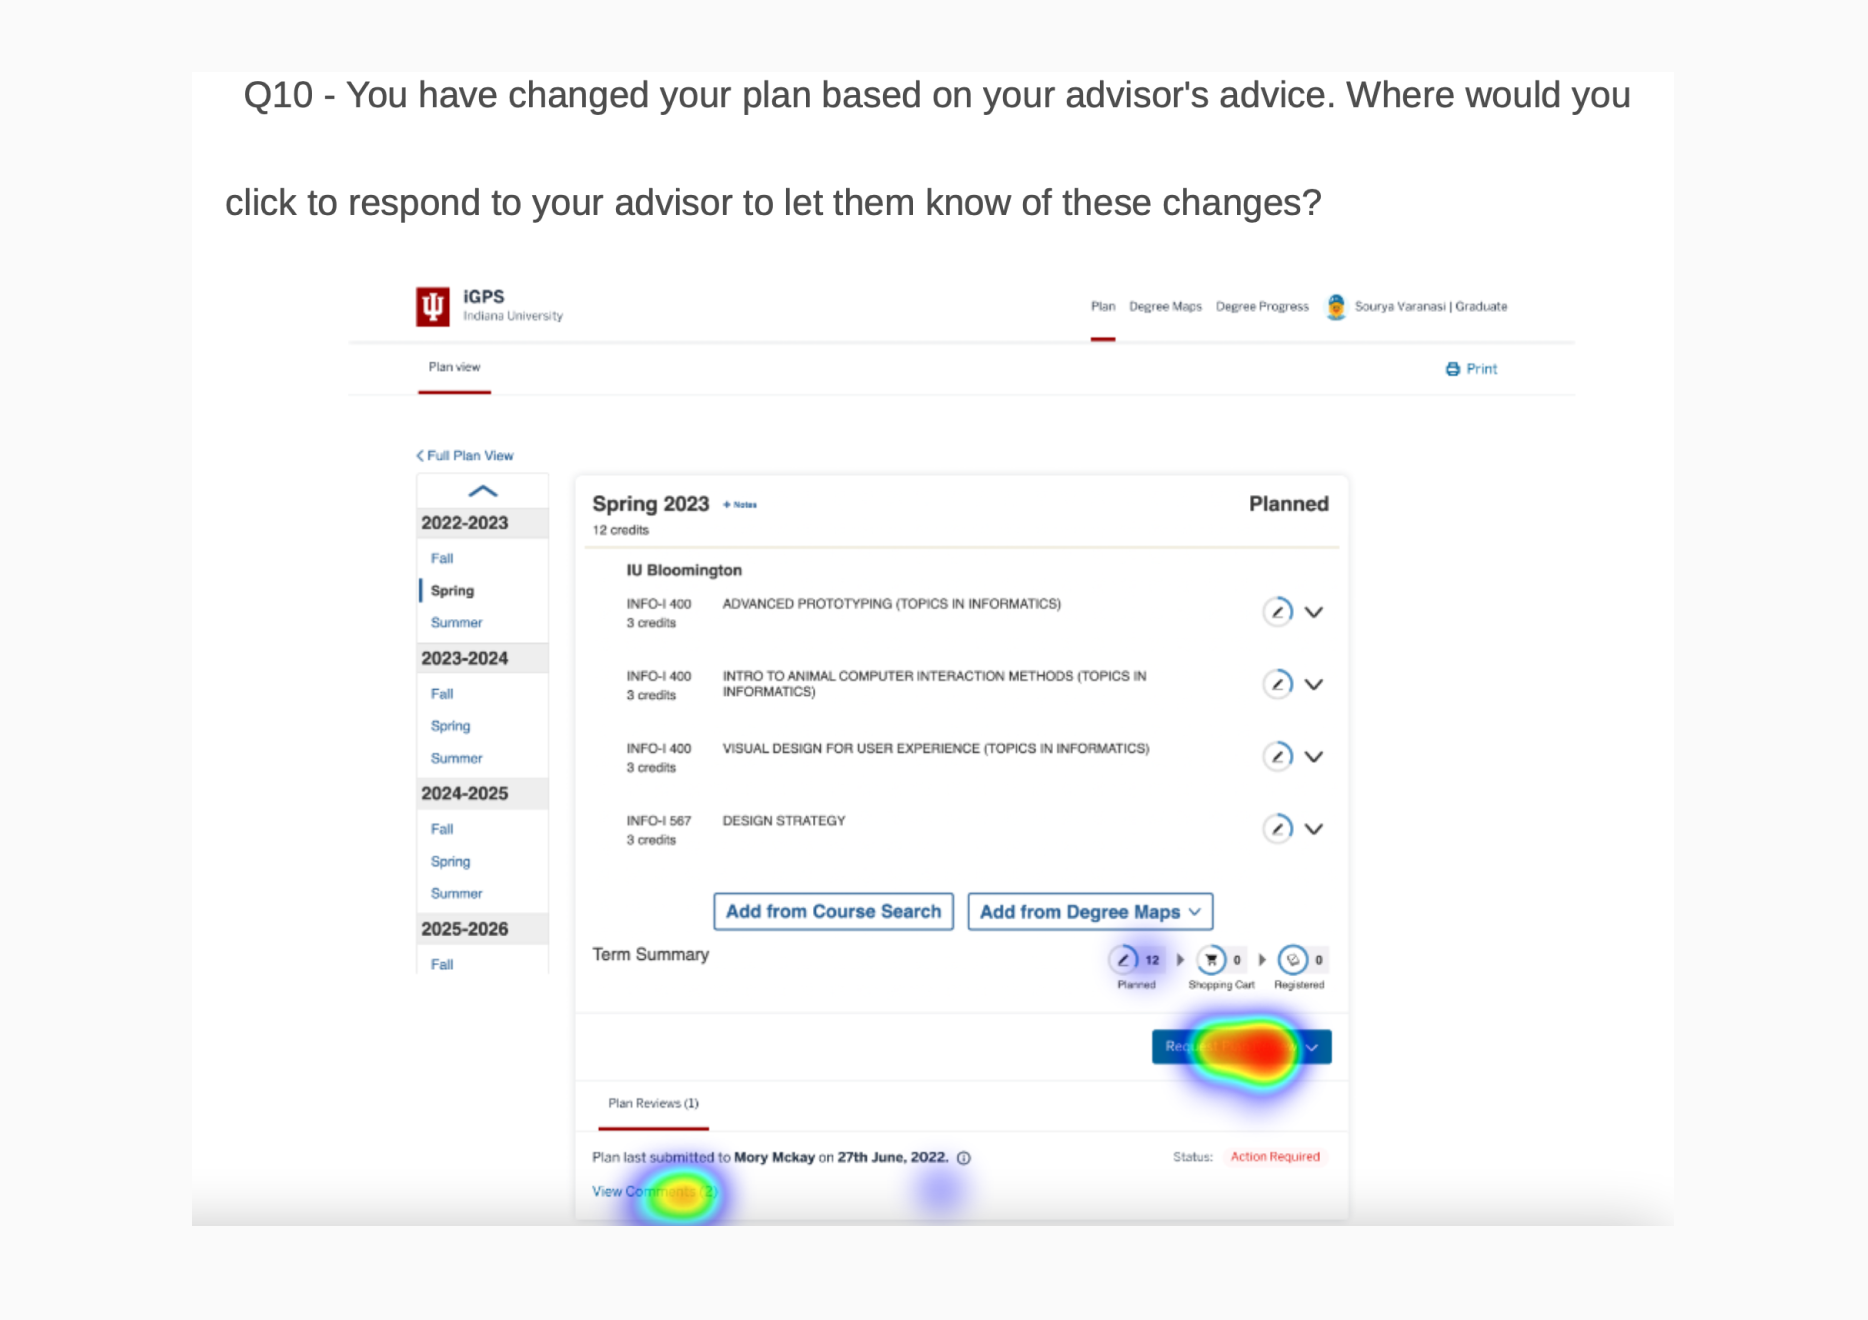 Q10 - You have changed your plan based on your advisor's advice. Where would you
click to respond to your advisor to let them know of these changes?
iGPS
Indiana University
Plan Degree Maps Degree Progress Sourya Varanasi | Graduate
Plan view
Print
Full Plan View
2022-2023
Fall
Spring
Summer
2023-2024
Fall
Spring
Summer
2024-2025
Fall
Spring
Summer
2025-2026
Fall
Spring 2023 + Notes
Planned
12 credits
IU Bloomington
INFO-I 400 ADVANCED PROTOTYPING (TOPICS IN INFORMATICS)
3 credits
INFO-I 400 INTRO TO ANIMAL COMPUTER INTERACTION METHODS (TOPICS IN
INFORMATICS)
3 credits
INFO-I 400 VISUAL DESIGN FOR USER EXPERIENCE (TOPICS IN INFORMATICS)
3 credits
INFO-I 567 DESIGN STRATEGY
3 credits
Add from Course Search
Add from Degree Maps
Term Summary
12 0 0
Planned Shopping Cart Registered
Plan Reviews (1)
Plan last submitted to Mory Mckay on 27th June, 2022.
Status: Action Required
View Comments (2)